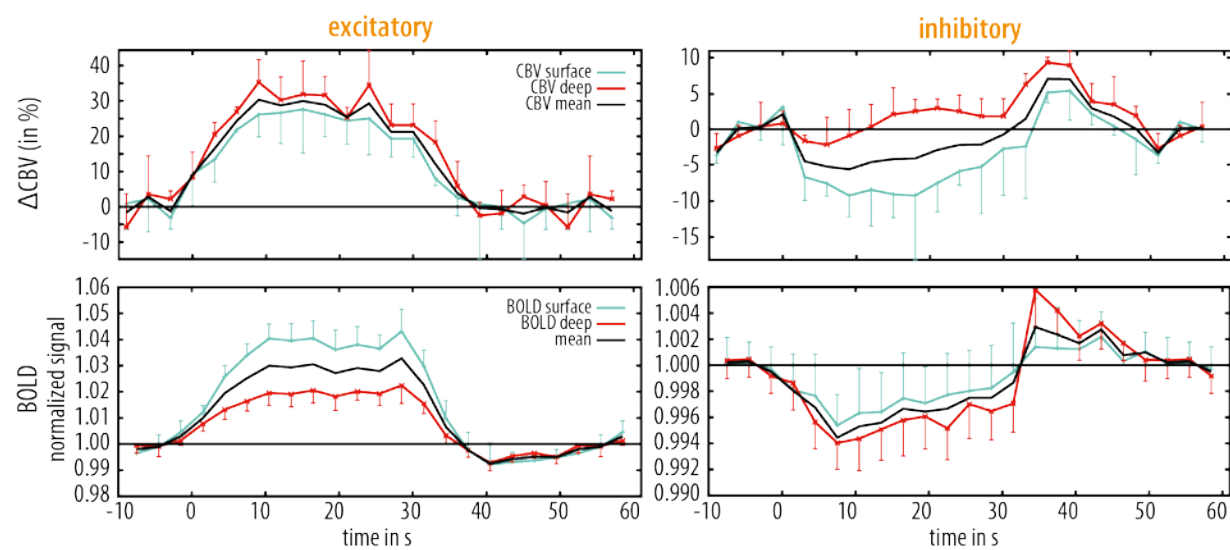 excitatory
inhibitory
ΔCBV (in %)
40
30
20
10
0
-10
CBV surface
CBV deep
CBV mean
10
5
0
-5
-10
-15
BOLD
normalized signal
1.06
1.05
1.04
1.03
1.02
1.01
1.00
0.99
0.98
BOLD surface
BOLD deep
mean
1.006
1.004
1.002
1.000
0.998
0.996
0.994
0.992
0.990
-10 0 10 20 30 40 50 60
-10 0 10 20 30 40 50 60
time in s
time in s